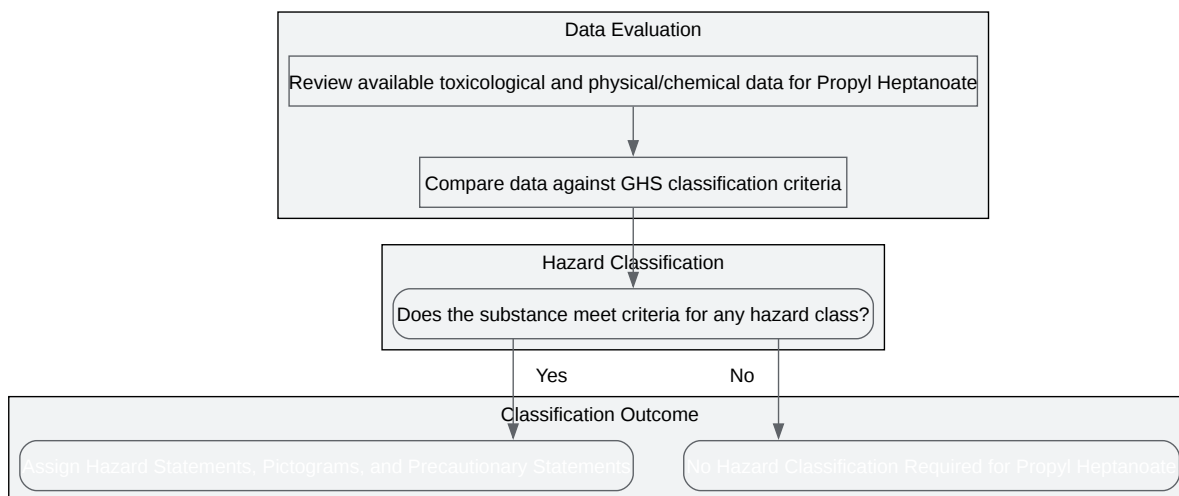 Data Evaluation
Review available toxicological and physical/chemical data for Propyl Heptanoate
Compare data against GHS classification criteria
Hazard Classification
Does the substance meet criteria for any hazard class?
Yes
No
Classification Outcome
Assign Hazard Statements, Pictograms, and Precautionary Statements
No Hazard Classification Required for Propyl Heptanoate